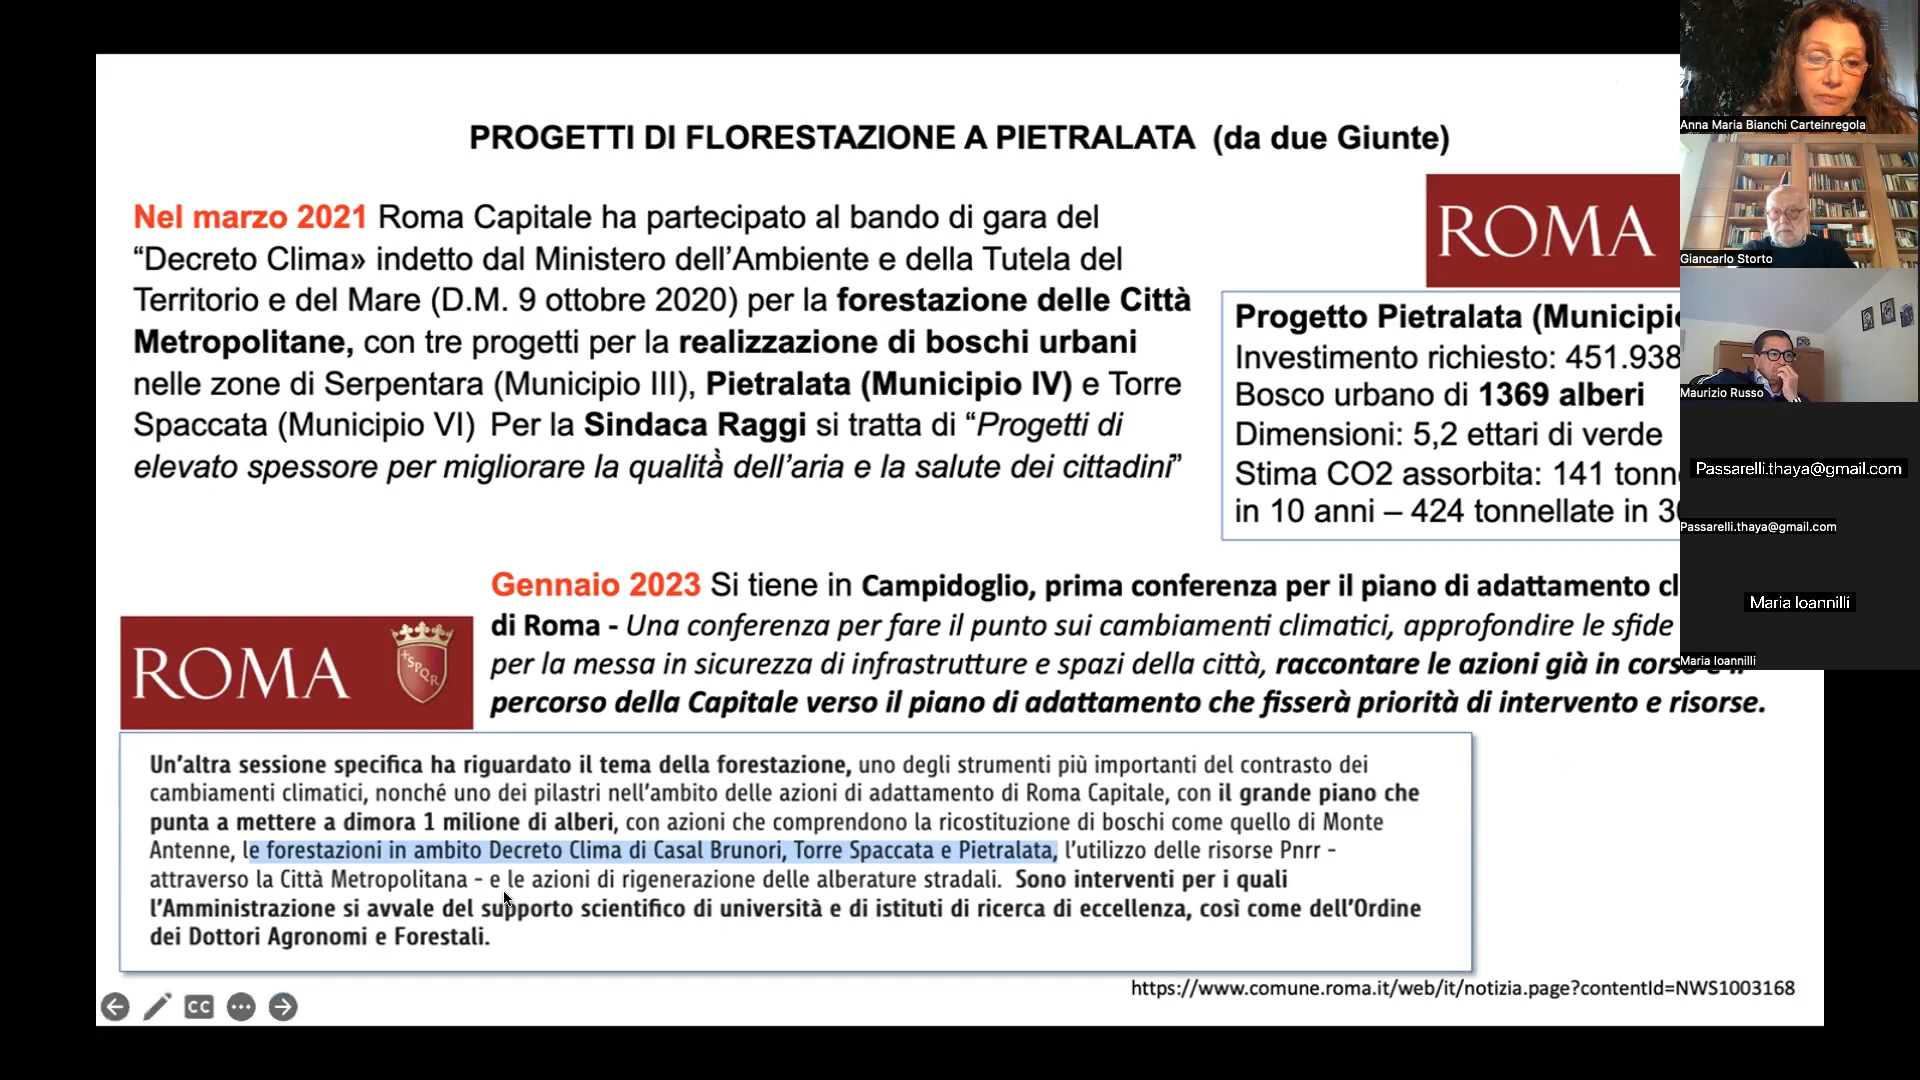 PROGETTI DI FLORESTAZIONE A PIETRALATA (da due Giunte)
Nel marzo 2021 Roma Capitale ha partecipato al bando di gara del
“Decreto Clima» indetto dal Ministero dell’Ambiente e della Tutela del
Territorio e del Mare (D.M. 9 ottobre 2020) per la forestazione delle Città
Metropolitane, con tre progetti per la realizzazione di boschi urbani
nelle zone di Serpentara (Municipio III), Pietralata (Municipio IV) e Torre
Spaccata (Municipio VI) Per la Sindaca Raggi si tratta di “Progetti di
elevato spessore per migliorare la qualità dell’aria e la salute dei cittadini”
ROMA
Progetto Pietralata (Municipio
Investimento richiesto: 451.938
Bosco urbano di 1369 alberi
Dimensioni: 5,2 ettari di verde
Stima CO2 assorbita: 141 tonn
in 10 anni – 424 tonnellate in
Gennaio 2023 Si tiene in Campidoglio, prima conferenza per il piano di adattamento cl
di Roma - Una conferenza per fare il punto sui cambiamenti climatici, approfondire le sfide
per la messa in sicurezza di infrastrutture e spazi della città, raccontare le azioni già in corso e il
percorso della Capitale verso il piano di adattamento che fisserà priorità di intervento e risorse.
ROMA
SPQR
Un’altra sessione specifica ha riguardato il tema della forestazione, uno degli strumenti più importanti del contrasto dei
cambiamenti climatici, nonché uno dei pilastri nell’ambito delle azioni di adattamento di Roma Capitale, con il grande piano che
punta a mettere a dimora 1 milione di alberi, con azioni che comprendono la ricostituzione di boschi come quello di Monte
Antenne, le forestazioni in ambito Decreto Clima di Casal Brunori, Torre Spaccata e Pietralata, l’utilizzo delle risorse Pnrr -
attraverso la Città Metropolitana - e le azioni di rigenerazione delle alberature stradali. Sono interventi per i quali
l’Amministrazione si avvale del supporto scientifico di università e di istituti di ricerca di eccellenza, così come dell’Ordine
dei Dottori Agronomi e Forestali.
https://www.comune.roma.it/web/it/notizia.page?contentId=NWS1003168
CC
Anna Maria Bianchi Carteinregola
Giancarlo Storto
Maurizio Russo
Passarelli.thaya@gmail.com
Passarelli.thaya@gmail.com
Maria Ioannilli
Maria Ioannilli